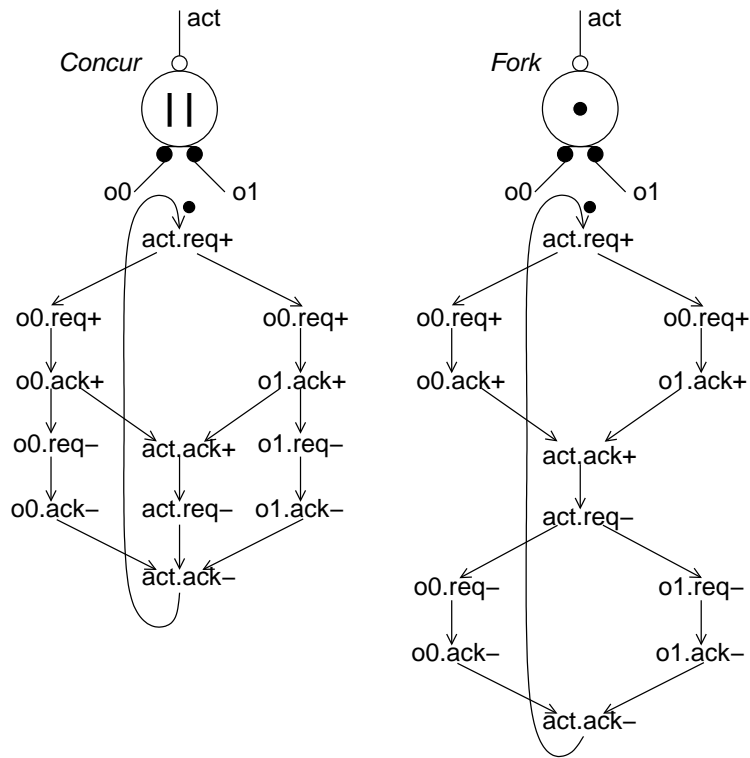 act
Concur
||
o0
o1
act.req+
o0.req+
o0.req+
o0.ack+
o1.ack+
o0.req–
act.ack+
o1.req–
o0.ack–
act.req–
o1.ack–
act.ack–
act
Fork
o0
o1
act.req+
o0.req+
o0.req+
o0.ack+
o1.ack+
act.ack+
act.req–
o0.req–
o1.req–
o0.ack–
o1.ack–
act.ack–